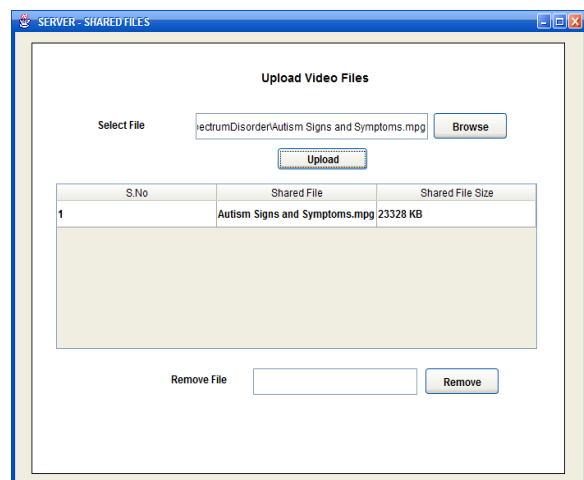 SERVER - SHARED FILES
Upload Video Files
Select File ectrumDisorder\Autism Signs and Symptoms.mpg Browse
Upload
S.No Shared File Shared File Size
1 Autism Signs and Symptoms.mpg 23328 KB
Remove File Remove